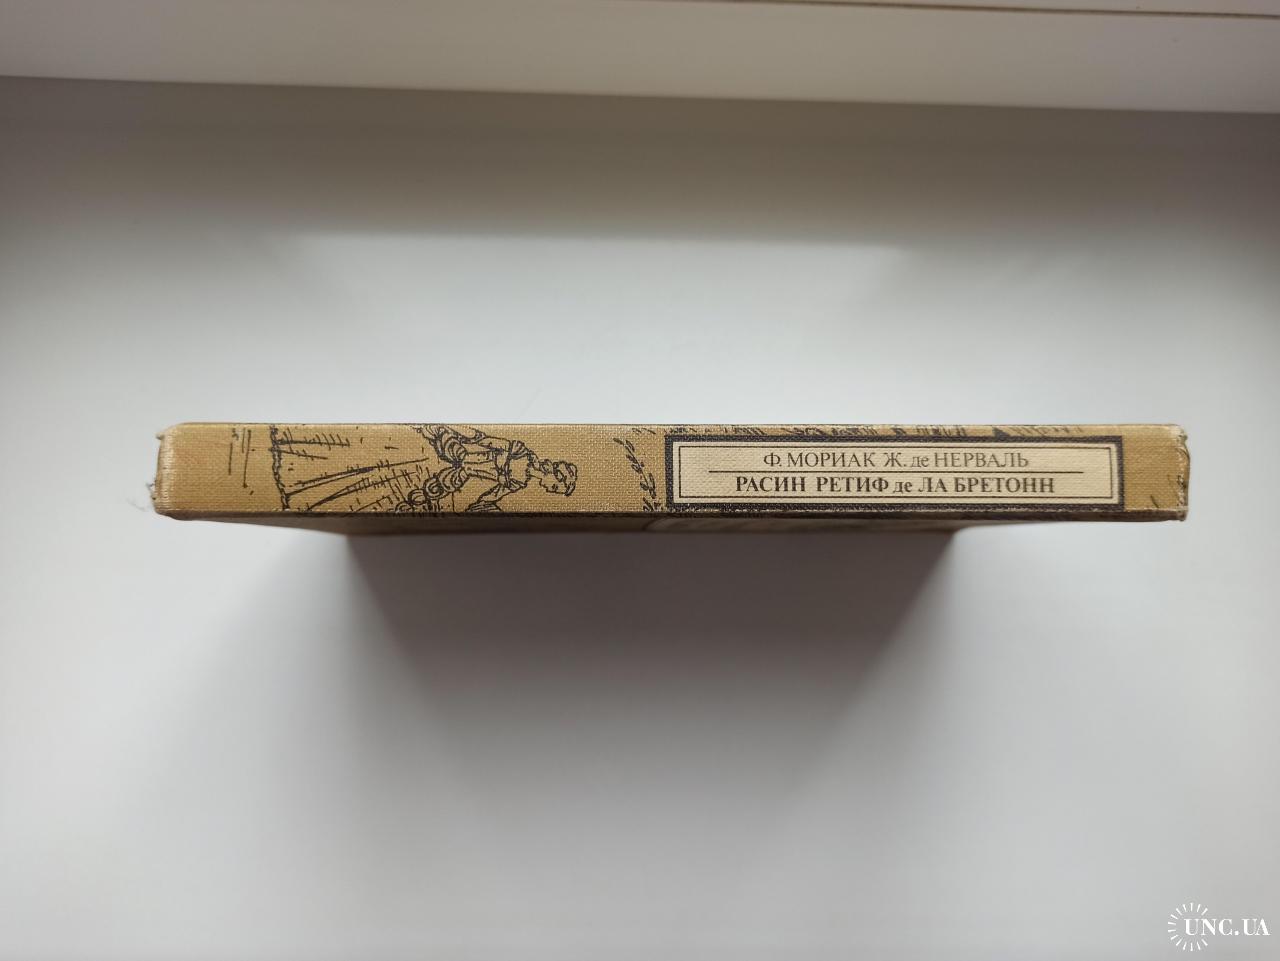 Ф. МОРИАК Ж. де НЕРВАЛЬ
РАСИН РЕТИФ де ЛА БРЕТОНН
UNC.UA